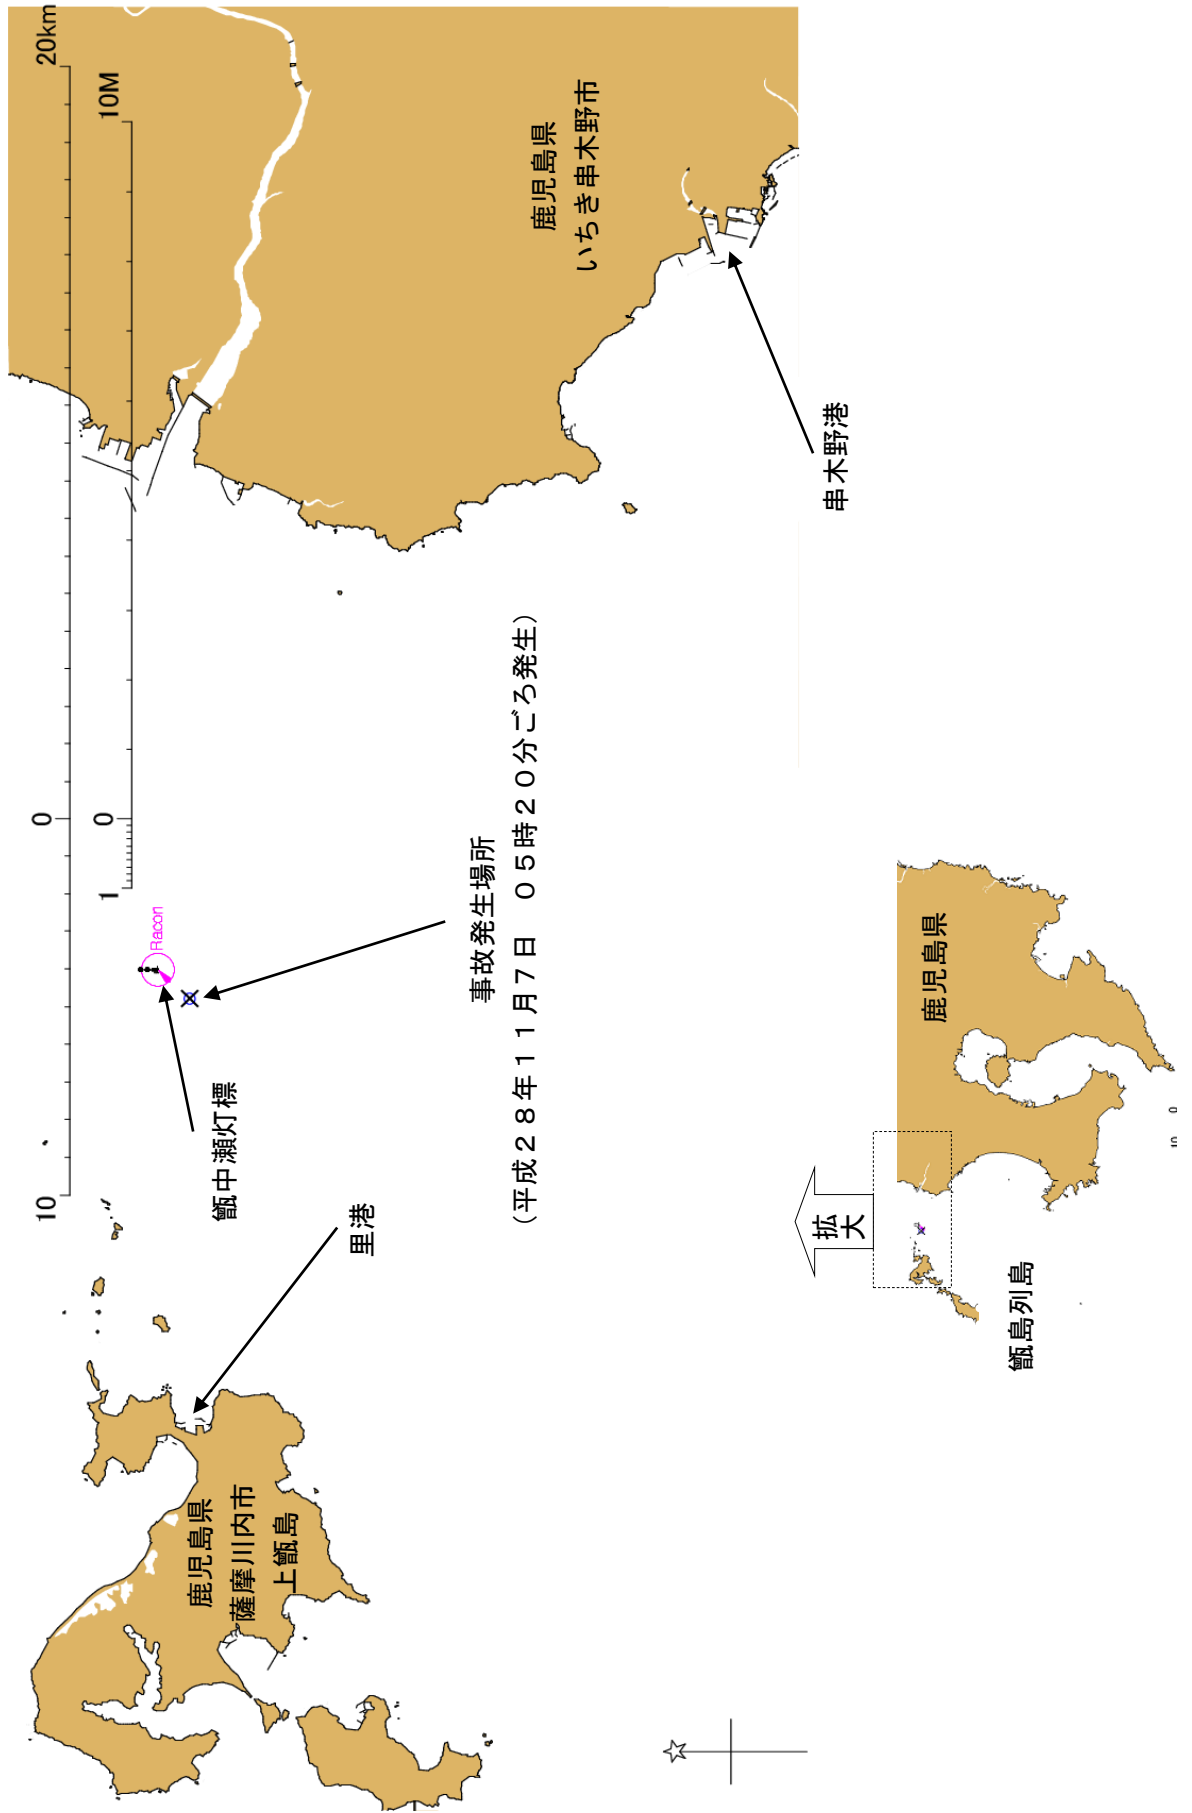 10
0
20km
1
0
10M
Racon
甑中瀬灯標
里港
事故発生場所
(平成28年11月7日 05時20分ごろ発生)
鹿児島県
薩摩川内市
上甑島
鹿児島県
いちき串木野市
串木野港
拡大
鹿児島県
甑島列島
10
0